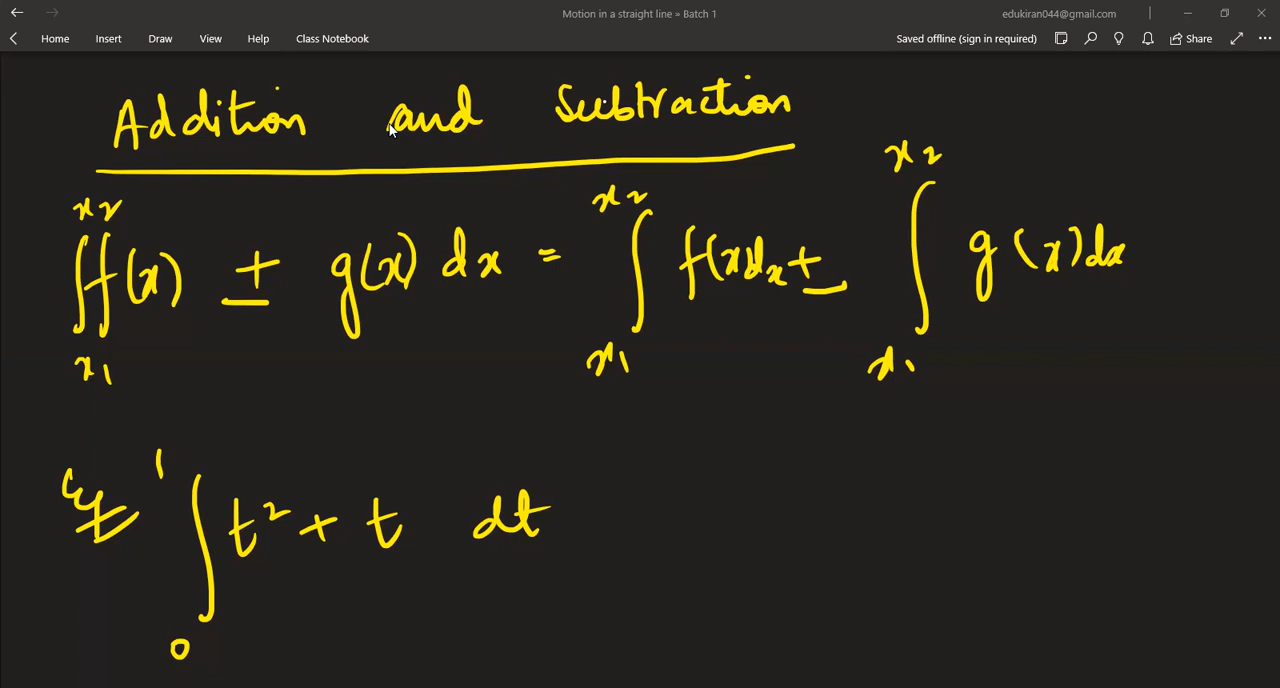 Motion in a straight line » Batch 1 edukiran044@gmail.com
Home Insert Draw View Help Class Notebook Saved offline (sign in required) Share
Addition and Subtraction
∫∫f(x) ± g(x) dx = ∫ f(x)dx ± ∫ g(x)dx
x2 x2 x2
x1 x1 x1
1
∫ t² + t dt
0